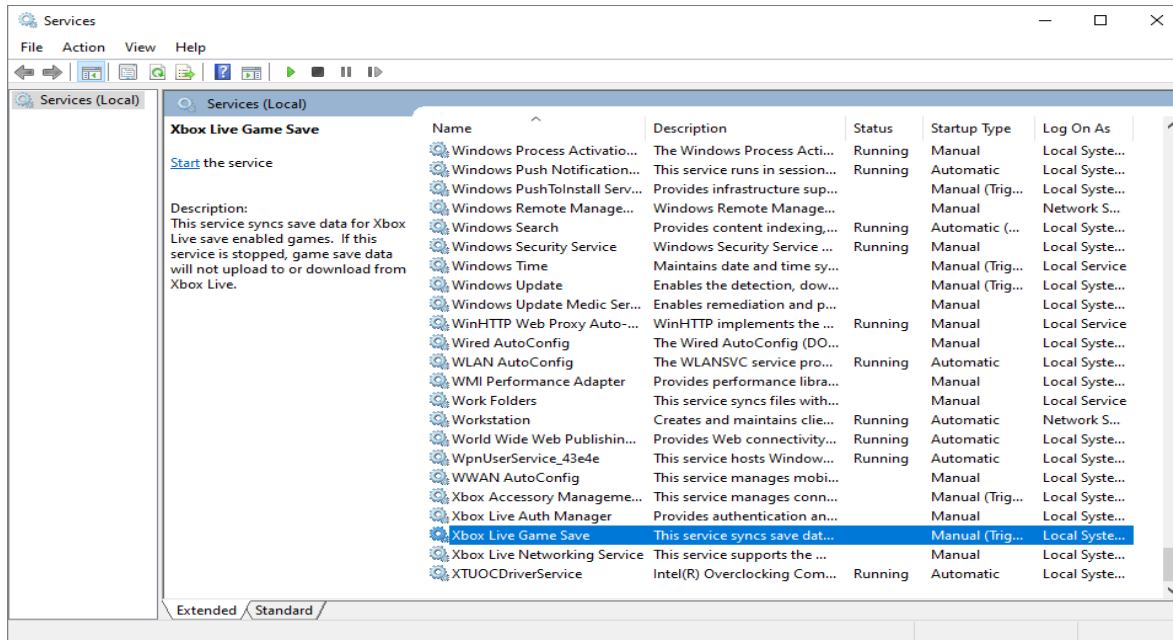 Services
File Action View Help
Services (Local)
Services (Local)
Xbox Live Game Save
Start the service
Description:
This service syncs save data for Xbox
Live save enabled games. If this
service is stopped, game save data
will not upload to or download from
Xbox Live.
Name Description Status Startup Type Log On As
Windows Process Activatio... The Windows Process Acti... Running Manual Local Syste...
Windows Push Notification... This service runs in session... Running Automatic Local Syste...
Windows PushToInstall Serv... Provides infrastructure sup... Manual (Trig... Local Syste...
Windows Remote Manage... Windows Remote Manage... Manual Network S...
Windows Search Provides content indexing,... Running Automatic (... Local Syste...
Windows Security Service Windows Security Service ... Running Manual Local Syste...
Windows Time Maintains date and time sy... Manual (Trig... Local Service
Windows Update Enables the detection, dow... Manual (Trig... Local Syste...
Windows Update Medic Ser... Enables remediation and p... Manual Local Syste...
WinHTTP Web Proxy Auto-... WinHTTP implements the ... Running Manual Local Service
Wired AutoConfig The Wired AutoConfig (DO... Manual Local Syste...
WLAN AutoConfig The WLANSVC service pro... Running Automatic Local Syste...
WMI Performance Adapter Provides performance libra... Manual Local Syste...
Work Folders This service syncs files with... Manual Local Service
Workstation Creates and maintains clie... Running Automatic Network S...
World Wide Web Publishin... Provides Web connectivity... Running Automatic Local Syste...
WpnUserService_43e4e This service hosts Window... Running Automatic Local Syste...
WWAN AutoConfig This service manages mobi... Manual Local Syste...
Xbox Accessory Manageme... This service manages conn... Manual (Trig... Local Syste...
Xbox Live Auth Manager Provides authentication an... Manual Local Syste...
Xbox Live Game Save This service syncs save dat... Manual (Trig... Local Syste...
Xbox Live Networking Service This service supports the ... Manual Local Syste...
XTUOCDriverService Intel(R) Overclocking Com... Running Automatic Local Syste...
Extended Standard